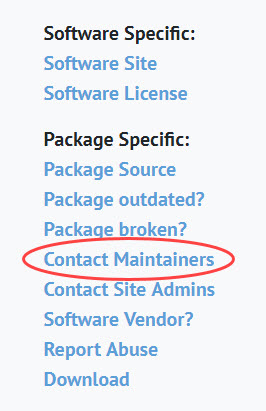 Software Specific:
Software Site
Software License
Package Specific:
Package Source
Package outdated?
Package broken?
Contact Maintainers
Contact Site Admins
Software Vendor?
Report Abuse
Download